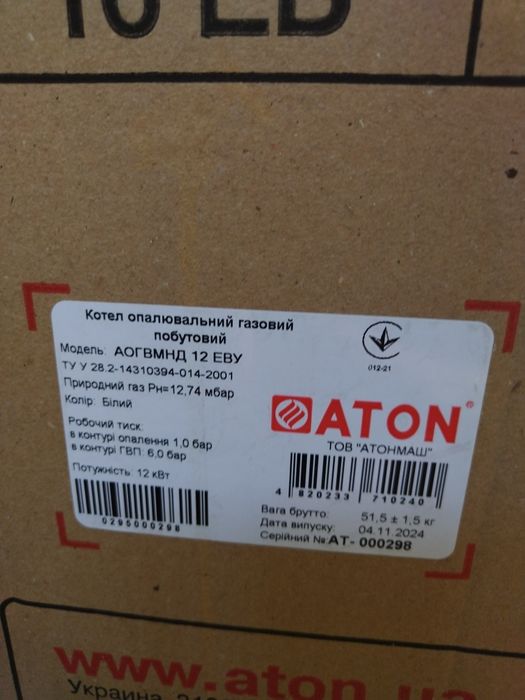 Котел опалювальний газовий
побутовий
Модель: АОГВМНД 12 ЕВУ
ТУ У 28.2-14310394-014-2001
Природний газ Рн=12,74 мбар
Колір: Білий
Робочий тиск:
в контурі опалення 1,0 бар
в контурі ГВП: 6,0 бар
Потужність: 12 кВт
0295000298
012-21
ATON®
ТОВ "АТОНМАШ"
4 820233 710240
Вага брутто: 51,5 ± 1,5 кг
Дата випуску: 04.11.2024
Серійний №: АТ- 000298
www.aton.ua
Украина